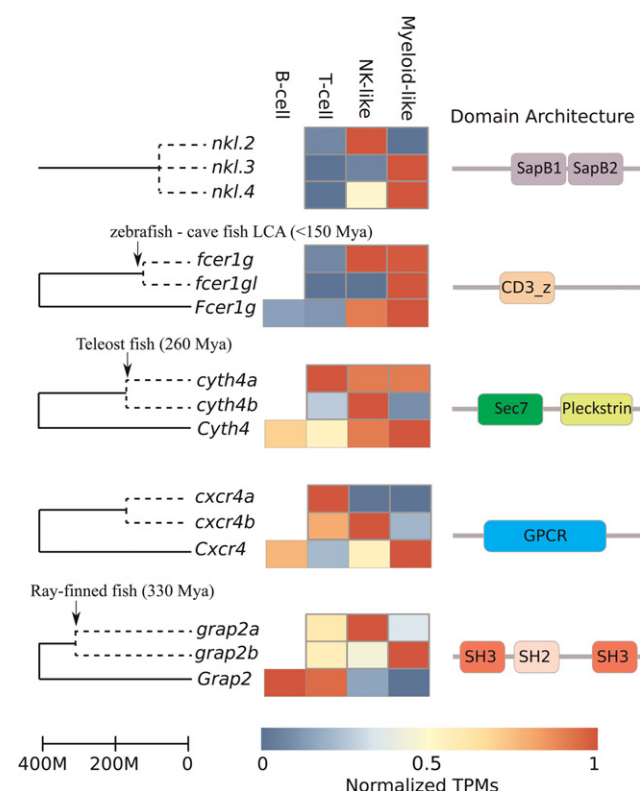 B-cell
T-cell
NK-like
Myeloid-like
Domain Architecture
nkl.2
nkl.3
nkl.4
SapB1 SapB2
zebrafish - cave fish LCA (<150 Mya)
fcer1g
fcer1gl
Fcer1g
CD3_z
Teleost fish (260 Mya)
cyth4a
cyth4b
Cyth4
Sec7 Pleckstrin
cxcr4a
cxcr4b
Cxcr4
GPCR
Ray-finned fish (330 Mya)
grap2a
grap2b
Grap2
SH3 SH2 SH3
400M 200M 0
0 0.5 1
Normalized TPMs